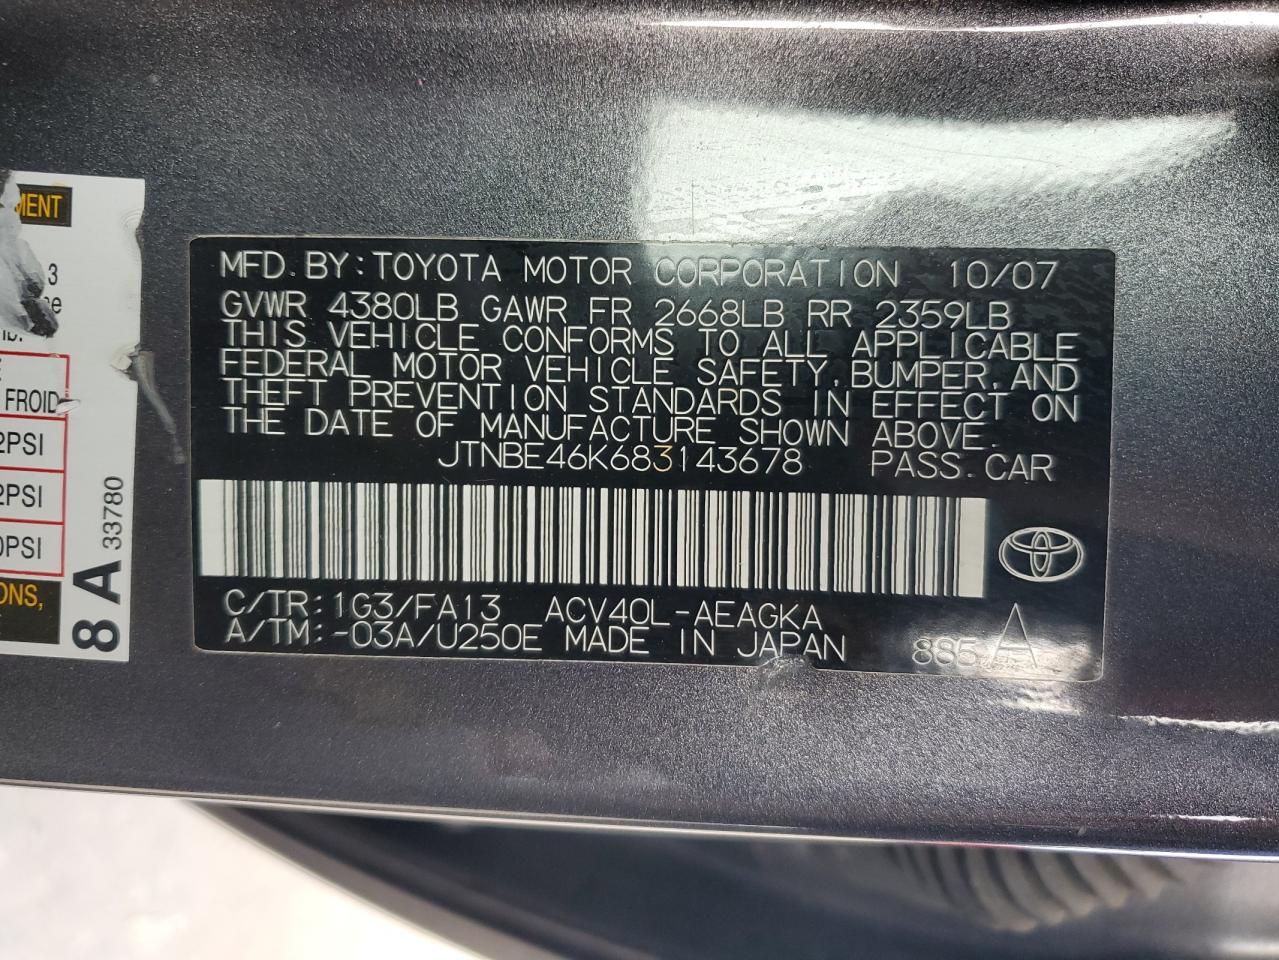 MENT
3
FROID
2PSI
2PSI
0PSI
ONS,
8 A 33780
MFD. BY: TOYOTA MOTOR CORPORATION 10/07
GVWR 4380LB GAWR FR 2668LB RR 2359LB
THIS VEHICLE CONFORMS TO ALL APPLICABLE
FEDERAL MOTOR VEHICLE SAFETY, BUMPER, AND
THEFT PREVENTION STANDARDS IN EFFECT ON
THE DATE OF MANUFACTURE SHOWN ABOVE.
JTNBE46K683143678 PASS. CAR
C/TR: 1G3/FA13 ACV40L-AEAGKA
A/TM: -03A/U250E MADE IN JAPAN 885 A